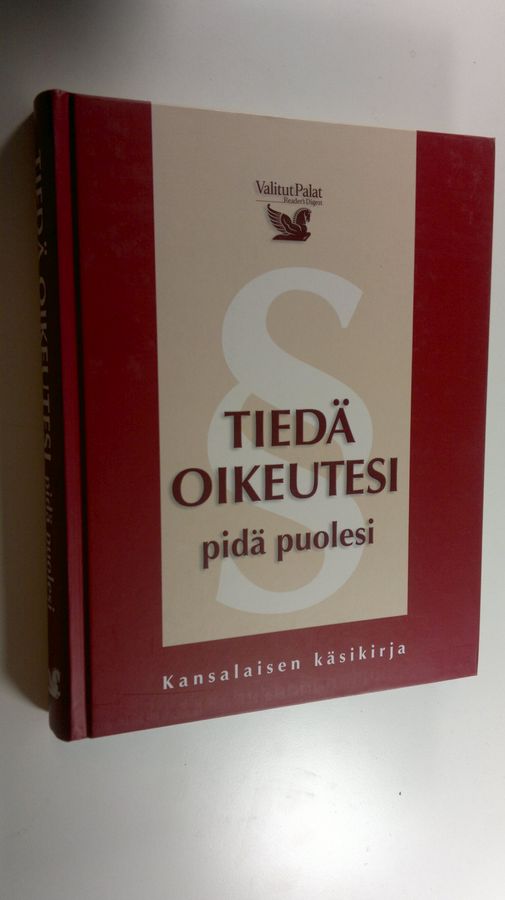 Valitut Palat
Reader's Digest
§
TIEDÄ
OIKEUTESI
pidä puolesi
Kansalaisen käsikirja
TIEDÄ OIKEUTESI pidä puolesi